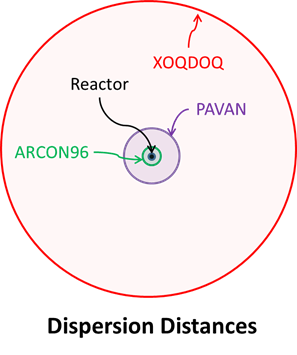 XOQDOQ
Reactor
PAVAN
ARCON96
Dispersion Distances